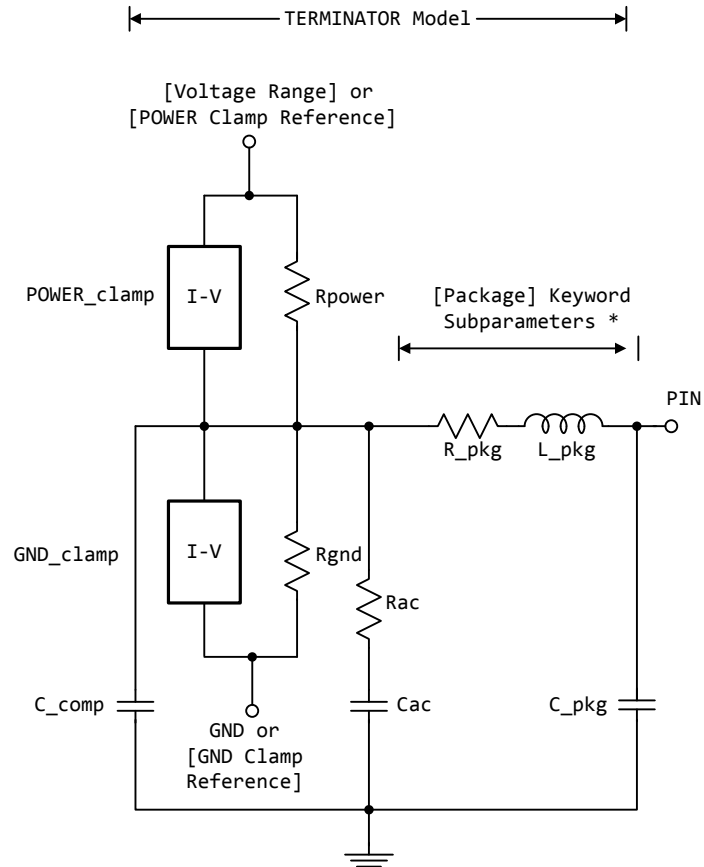 TERMINATOR Model
[Voltage Range] or
[POWER Clamp Reference]
POWER_clamp
I-V
Rpower
[Package] Keyword
Subparameters *
PIN
R_pkg
L_pkg
GND_clamp
I-V
Rgnd
Rac
C_comp
GND or
[GND Clamp
Reference]
Cac
C_pkg